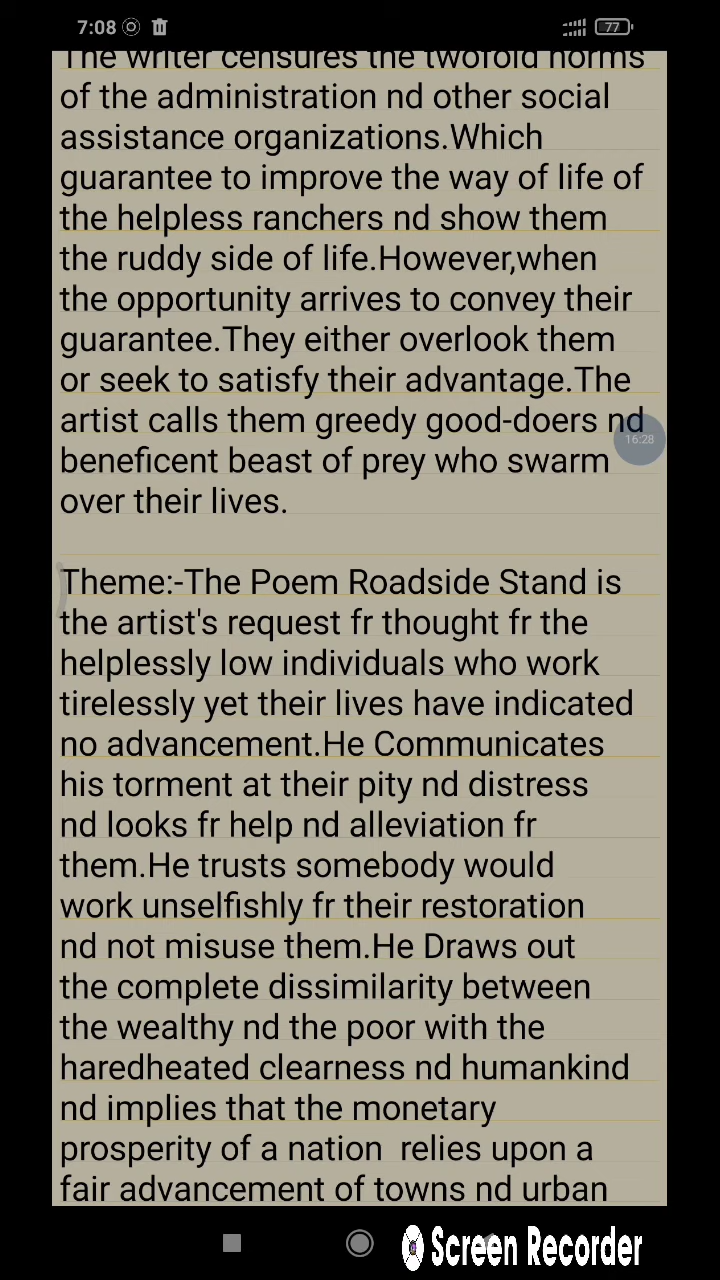 7:08
77
The writer censures the twofold norms
of the administration nd other social
assistance organizations.Which
guarantee to improve the way of life of
the helpless ranchers nd show them
the ruddy side of life.However,when
the opportunity arrives to convey their
guarantee.They either overlook them
or seek to satisfy their advantage.The
artist calls them greedy good-doers nd
16:28
beneficent beast of prey who swarm
over their lives.
Theme:-The Poem Roadside Stand is
the artist's request fr thought fr the
helplessly low individuals who work
tirelessly yet their lives have indicated
no advancement.He Communicates
his torment at their pity nd distress
nd looks fr help nd alleviation fr
them.He trusts somebody would
work unselfishly fr their restoration
nd not misuse them.He Draws out
the complete dissimilarity between
the wealthy nd the poor with the
haredheated clearness nd humankind
nd implies that the monetary
prosperity of a nation  relies upon a
fair advancement of towns nd urban
Screen Recorder